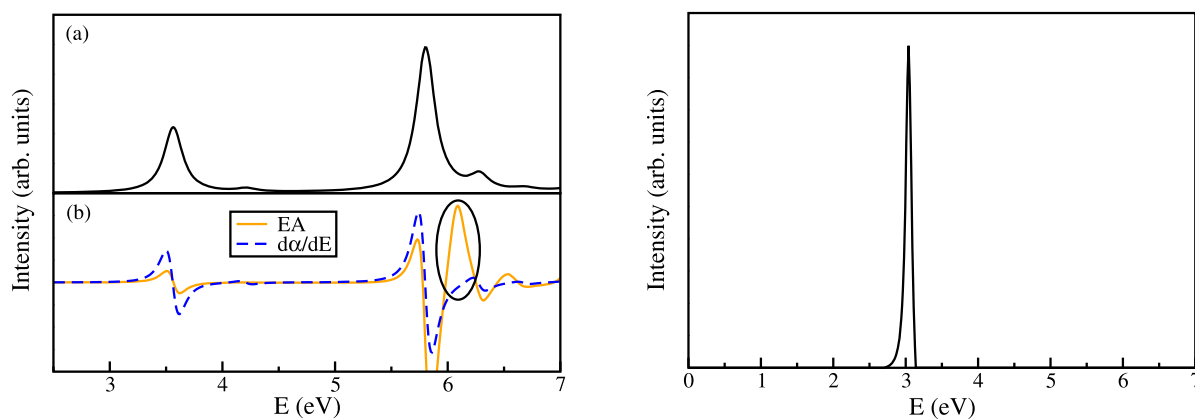 (a)
Intensity (arb. units)
(b)
EA
dα/dE
3 4 5 6 7
E (eV)
Intensity (arb. units)
0 1 2 3 4 5 6 7
E (eV)